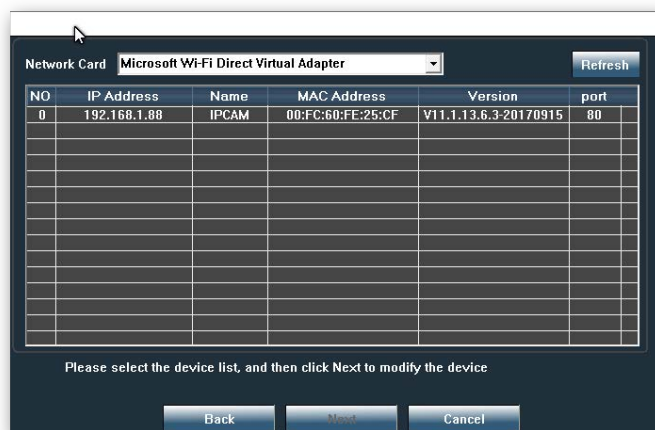 Network Card Microsoft Wi-Fi Direct Virtual Adapter Refresh
NO IP Address Name MAC Address Version port
0 192.168.1.88 IPCAM 00:FC:60:FE:25:CF V11.1.13.6.3-20170915 80
Please select the device list, and then click Next to modify the device
Back Next Cancel